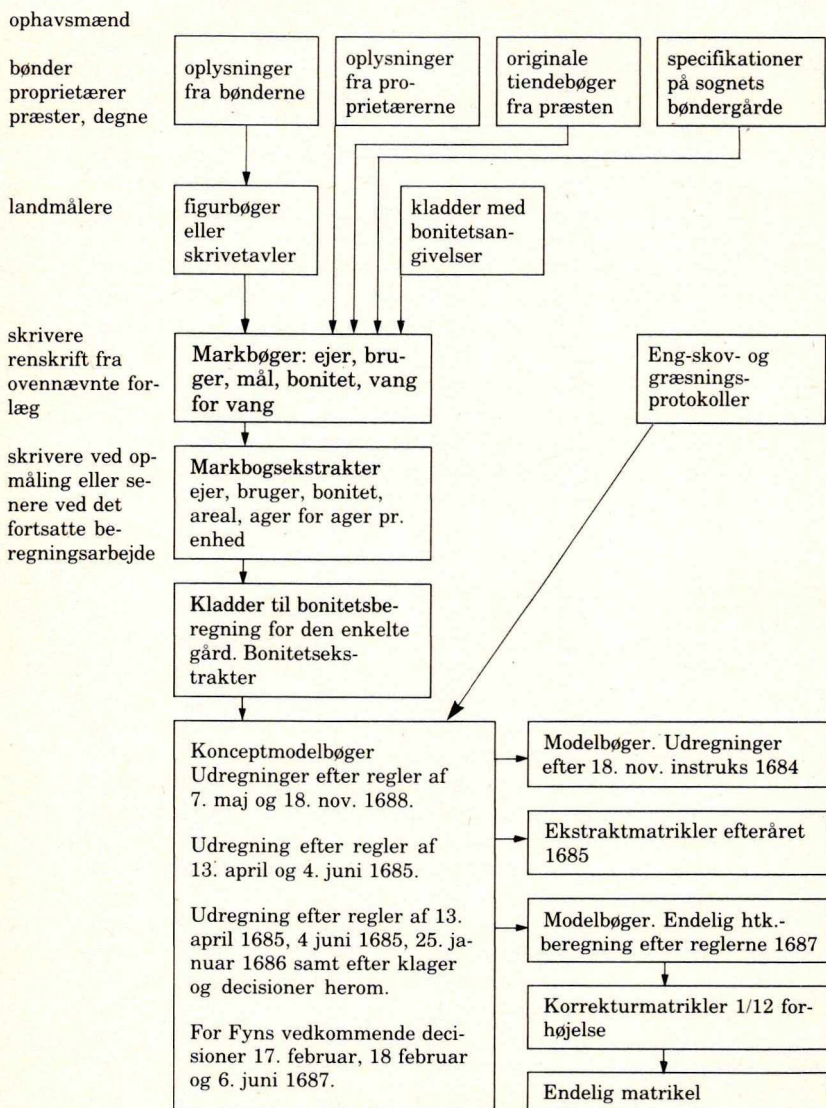 ophavsmænd
bønder
proprietærer
præster, degne
oplysninger
fra bønderne
oplysninger
fra pro-
prietærerne
originale
tiendebøger
fra præsten
specifikationer
på sognets
bøndergårde
landmålere
figurbøger
eller
skrivetavler
kladder med
bonitetsan-
givelser
skrivere
renskrift fra
ovennævnte for-
læg
Markbøger: ejer, bru-
ger, mål, bonitet, vang
for vang
Eng-skov- og
græsnings-
protokoller
skrivere ved op-
måling eller se-
nere ved det
fortsatte be-
regningsarbejde
Markbogsekstrakter
ejer, bruger, bonitet,
areal, ager for ager pr.
enhed
Kladder til bonitetsbe-
regning for den enkelte
gård. Bonitetseks-
trakter
Konceptmodelbøger
Udregninger efter regler af
7. maj og 18. nov. 1688.
Udregning efter regler af
13. april og 4. juni 1685.
Udregning efter regler af 13.
april 1685, 4 juni 1685, 25. ja-
nuar 1686 samt efter klager
og decisioner herom.
For Fyns vedkommende deci-
sioner 17. februar, 18 februar
og 6. juni 1687.
Modelbøger. Udregninger
efter 18. nov. instruks 1684
Ekstraktmatrikler efteråret
1685
Modelbøger. Endelig htk.-
beregning efter reglerne 1687
Korrekturmatrikler 1/12 for-
højelse
Endelig matrikel